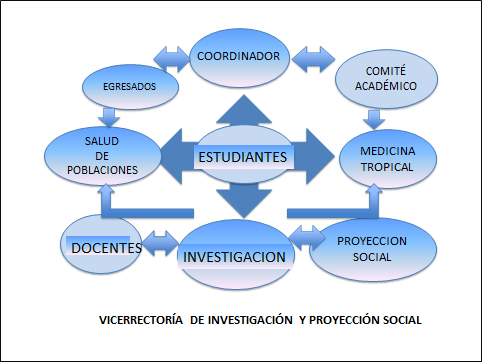 COORDINADOR
EGRESADOS
COMITÉ
ACADÉMICO
SALUD
DE
POBLACIONES
ESTUDIANTES
MEDICINA
TROPICAL
DOCENTES
INVESTIGACION
PROYECCION
SOCIAL
VICERRECTORÍA DE INVESTIGACIÓN Y PROYECCIÓN SOCIAL